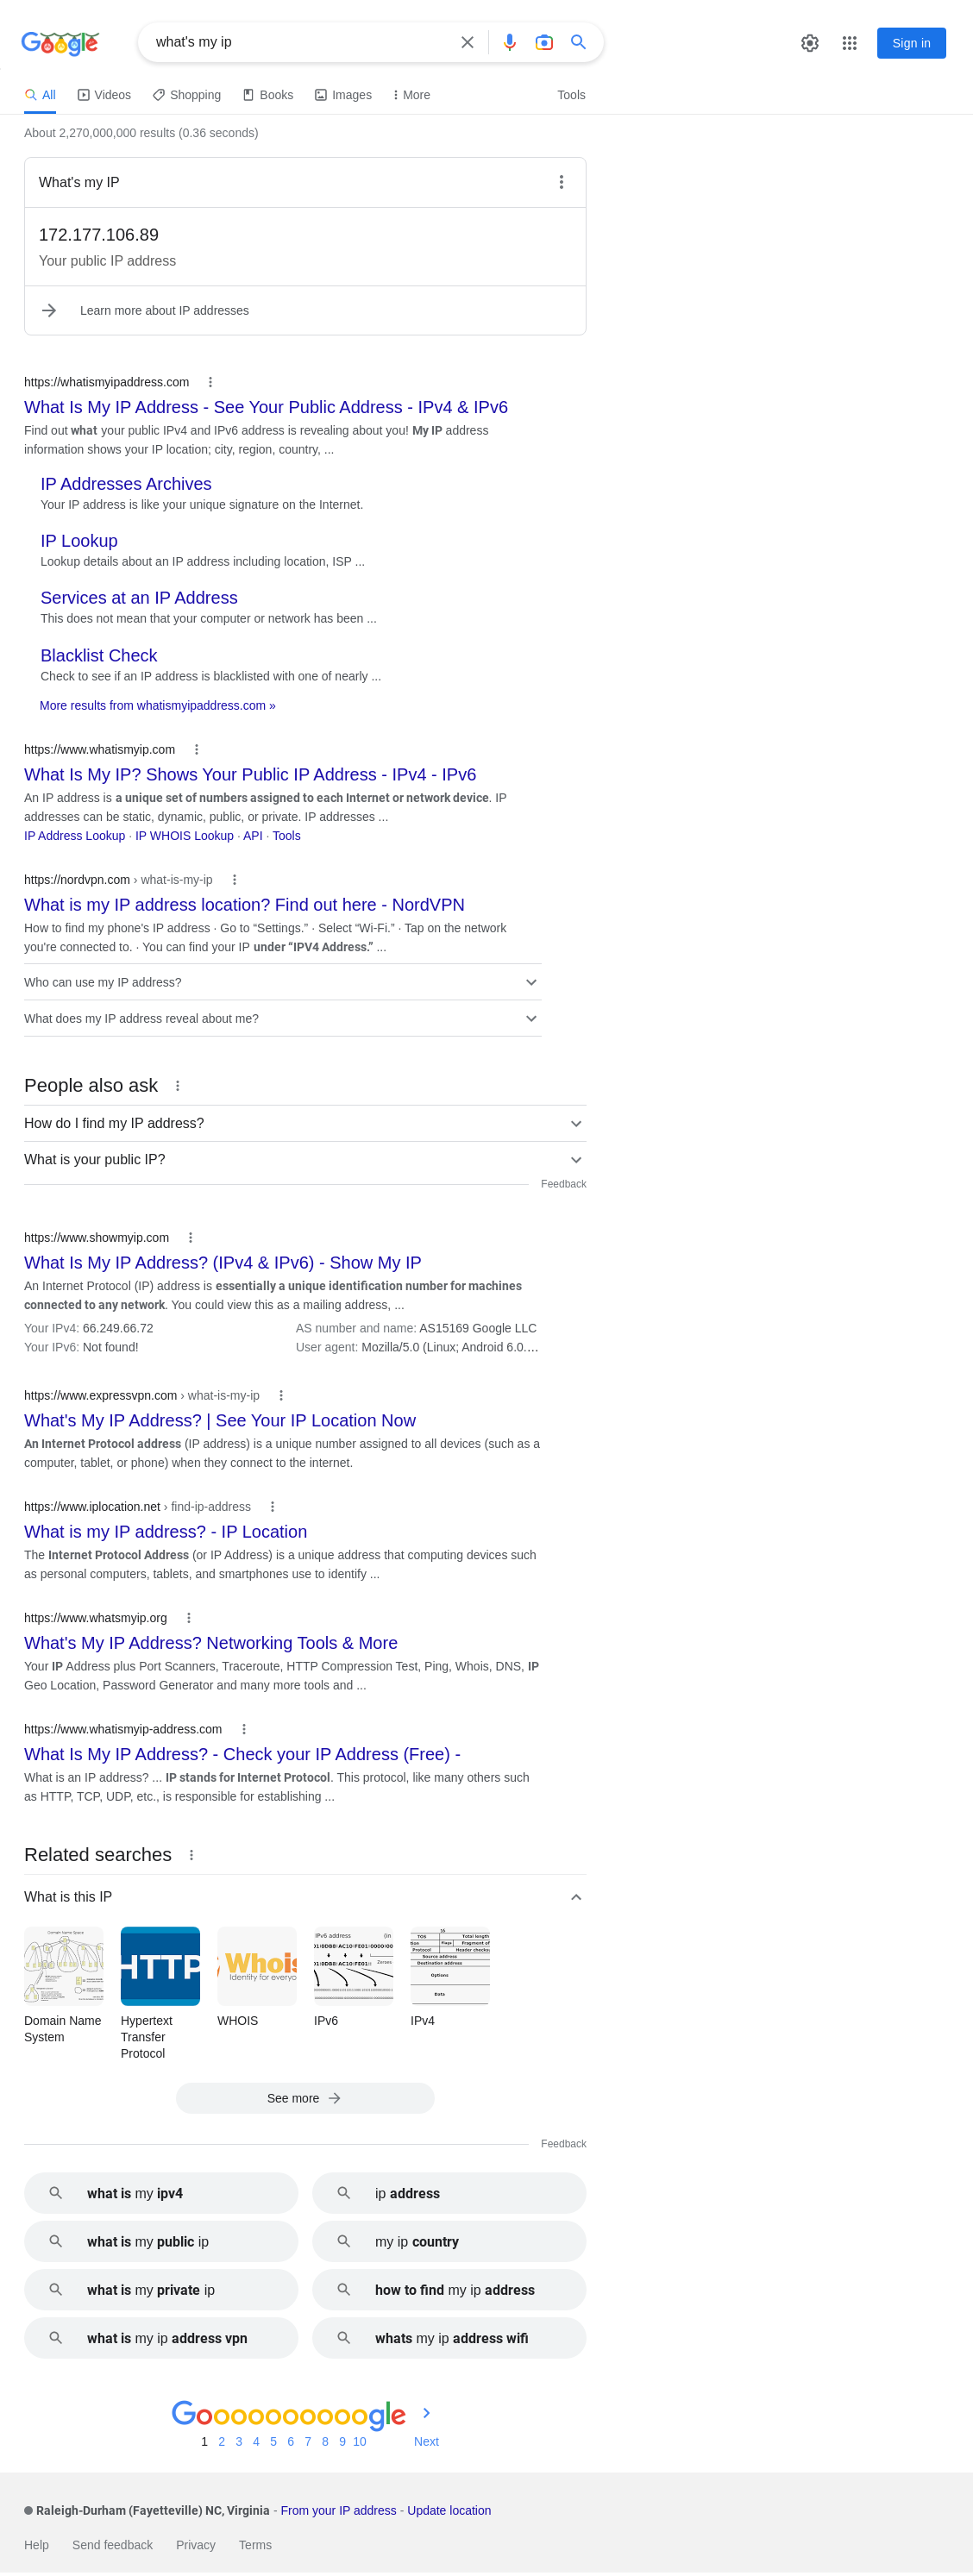 Google
what's my ip
Sign in
All
Videos
Shopping
Books
Images
More
Tools
About 2,270,000,000 results (0.36 seconds)
What's my IP
172.177.106.89
Your public IP address
Learn more about IP addresses
https://whatismyipaddress.com
What Is My IP Address - See Your Public Address - IPv4 & IPv6
Find out what your public IPv4 and IPv6 address is revealing about you! My IP address
information shows your IP location; city, region, country, ...
IP Addresses Archives
Your IP address is like your unique signature on the Internet.
IP Lookup
Lookup details about an IP address including location, ISP ...
Services at an IP Address
This does not mean that your computer or network has been ...
Blacklist Check
Check to see if an IP address is blacklisted with one of nearly ...
More results from whatismyipaddress.com »
https://www.whatismyip.com
What Is My IP? Shows Your Public IP Address - IPv4 - IPv6
An IP address is a unique set of numbers assigned to each Internet or network device. IP
addresses can be static, dynamic, public, or private. IP addresses ...
IP Address Lookup · IP WHOIS Lookup · API · Tools
https://nordvpn.com › what-is-my-ip
What is my IP address location? Find out here - NordVPN
How to find my phone's IP address · Go to “Settings.” · Select “Wi-Fi.” · Tap on the network
you're connected to. · You can find your IP under “IPV4 Address.” ...
Who can use my IP address?
What does my IP address reveal about me?
People also ask
How do I find my IP address?
What is your public IP?
Feedback
https://www.showmyip.com
What Is My IP Address? (IPv4 & IPv6) - Show My IP
An Internet Protocol (IP) address is essentially a unique identification number for machines
connected to any network. You could view this as a mailing address, ...
Your IPv4: 66.249.66.72
AS number and name: AS15169 Google LLC
Your IPv6: Not found!
User agent: Mozilla/5.0 (Linux; Android 6.0....
https://www.expressvpn.com › what-is-my-ip
What's My IP Address? | See Your IP Location Now
An Internet Protocol address (IP address) is a unique number assigned to all devices (such as a
computer, tablet, or phone) when they connect to the internet.
https://www.iplocation.net › find-ip-address
What is my IP address? - IP Location
The Internet Protocol Address (or IP Address) is a unique address that computing devices such
as personal computers, tablets, and smartphones use to identify ...
https://www.whatsmyip.org
What's My IP Address? Networking Tools & More
Your IP Address plus Port Scanners, Traceroute, HTTP Compression Test, Ping, Whois, DNS, IP
Geo Location, Password Generator and many more tools and ...
https://www.whatismyip-address.com
What Is My IP Address? - Check your IP Address (Free) -
What is an IP address? ... IP stands for Internet Protocol. This protocol, like many others such
as HTTP, TCP, UDP, etc., is responsible for establishing ...
Related searches
What is this IP
Domain Name Space
HTTP
Whois
Identity for everyo
IPv6 address
(in
Zeroes
TOS
Total length
Flags
Fragment of
Protocol
Header checksu
Source address
Destination address
Options
Data
Domain Name
System
Hypertext
Transfer
Protocol
WHOIS
IPv6
IPv4
See more
Feedback
what is my ipv4
ip address
what is my public ip
my ip country
what is my private ip
how to find my ip address
what is my ip address vpn
whats my ip address wifi
Goooooooooogle
1 2 3 4 5 6 7 8 9 10
Next
Raleigh-Durham (Fayetteville) NC, Virginia - From your IP address - Update location
Help
Send feedback
Privacy
Terms